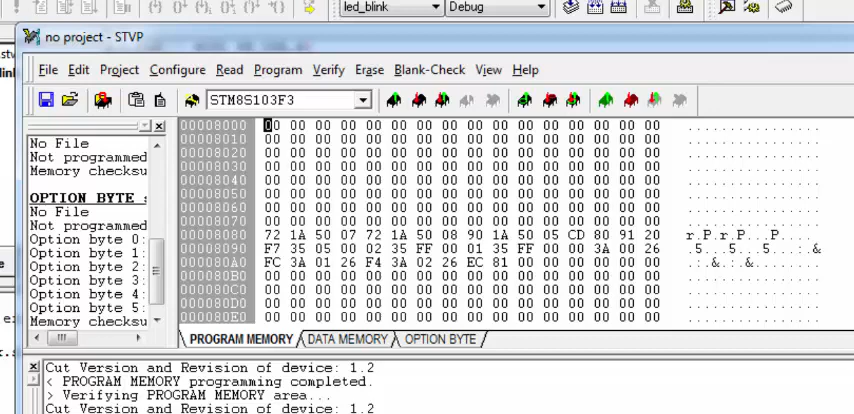 led_blink Debug
no project - STVP
File Edit Project Configure Read Program Verify Erase Blank-Check View Help
STM8S103F3
No File
Not programmed
Memory checksu
OPTION BYTE
No File
Not programmed
Option byte 0:
Option byte 1:
Option byte 2:
Option byte 3:
Option byte 4:
Option byte 5:
Memory checksu
00008000 00 00 00 00 00 00 00 00 00 00 00 00 00 00 00 00 ................
00008010 00 00 00 00 00 00 00 00 00 00 00 00 00 00 00 00 ................
00008020 00 00 00 00 00 00 00 00 00 00 00 00 00 00 00 00 ................
00008030 00 00 00 00 00 00 00 00 00 00 00 00 00 00 00 00 ................
00008040 00 00 00 00 00 00 00 00 00 00 00 00 00 00 00 00 ................
00008050 00 00 00 00 00 00 00 00 00 00 00 00 00 00 00 00 ................
00008060 00 00 00 00 00 00 00 00 00 00 00 00 00 00 00 00 ................
00008070 00 00 00 00 00 00 00 00 00 00 00 00 00 00 00 00 ................
00008080 72 1A 50 07 72 1A 50 08 90 1A 50 05 CD 80 91 20 r.P.r.P...P....
00008090 F7 35 05 00 02 35 FF 00 01 35 FF 00 00 3A 00 26 .5...5...5...:.&
000080A0 FC 3A 01 26 F4 3A 02 26 EC 81 00 00 00 00 00 00 .:.&.:.&........
000080B0 00 00 00 00 00 00 00 00 00 00 00 00 00 00 00 00 ................
000080C0 00 00 00 00 00 00 00 00 00 00 00 00 00 00 00 00 ................
000080D0 00 00 00 00 00 00 00 00 00 00 00 00 00 00 00 00 ................
000080E0 00 00 00 00 00 00 00 00 00 00 00 00 00 00 00 00 ................
PROGRAM MEMORY DATA MEMORY OPTION BYTE
Cut Version and Revision of device: 1.2
< PROGRAM MEMORY programming completed.
> Verifying PROGRAM MEMORY area...
Cut Version and Revision of device: 1.2